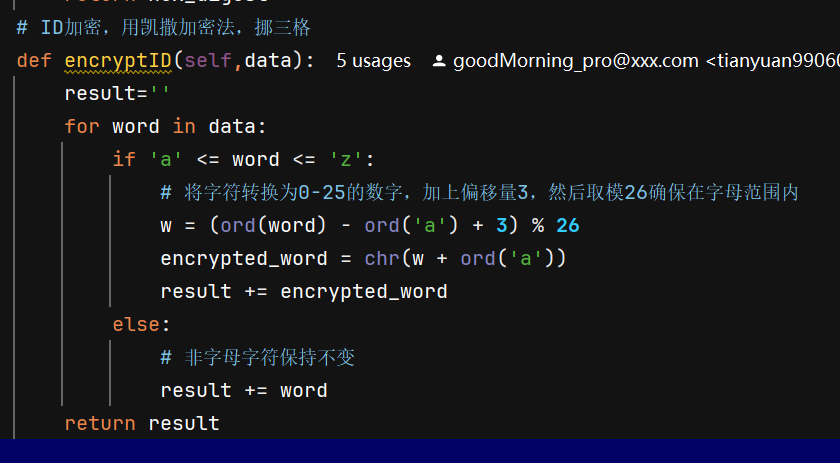 # ID加密，用凯撒加密法，挪三格
def encryptID(self,data): 5 usages goodMorning_pro@xxx.com <tianyuan99060
result=''
for word in data:
if 'a' <= word <= 'z':
# 将字符转换为0-25的数字，加上偏移量3，然后取模26确保在字母范围内
w = (ord(word) - ord('a') + 3) % 26
encrypted_word = chr(w + ord('a'))
result += encrypted_word
else:
# 非字母字符保持不变
result += word
return result